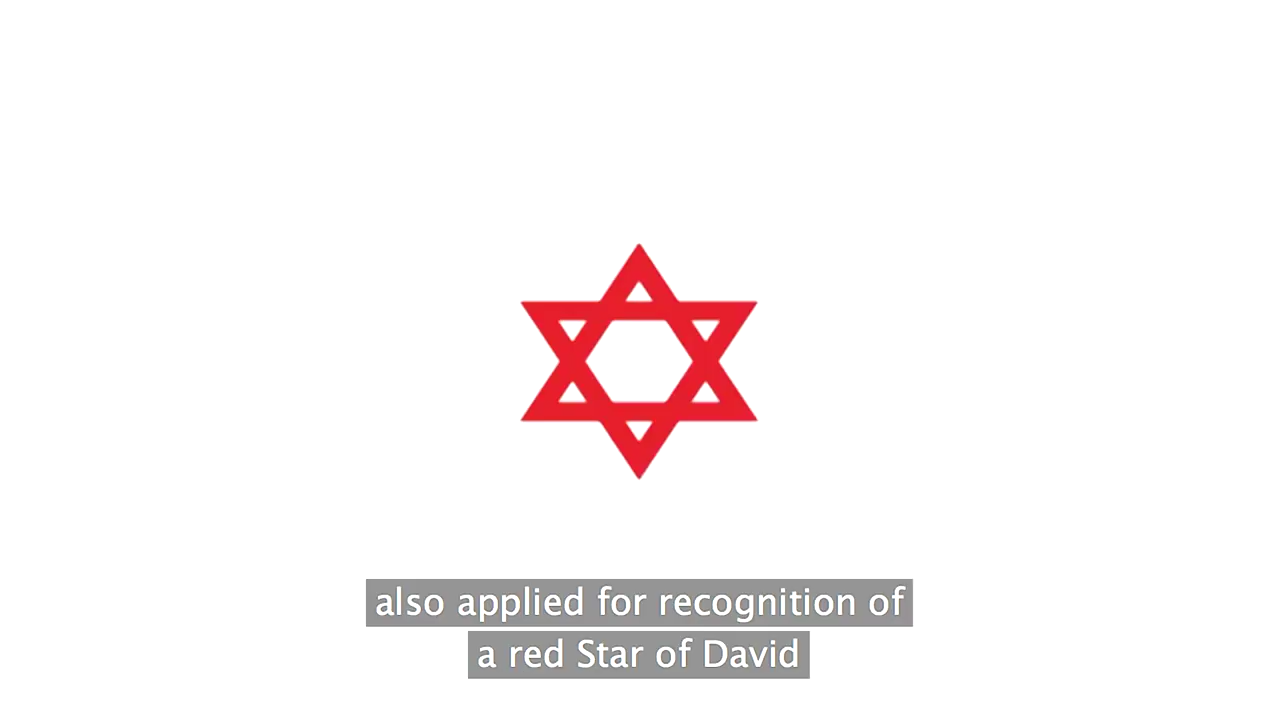 also applied for recognition of
a red Star of David